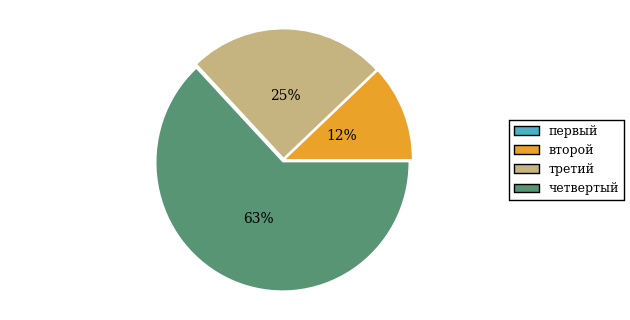 25%
12%
63%
первый
второй
третий
четвертый